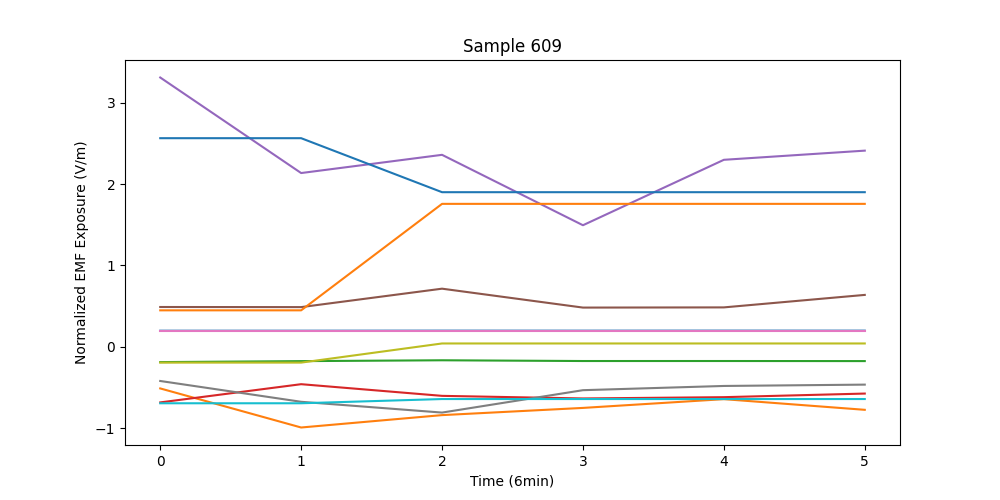 Sample 609
Normalized EMF Exposure (V/m)
3
2
1
0
−1
0 1 2 3 4 5
Time (6min)